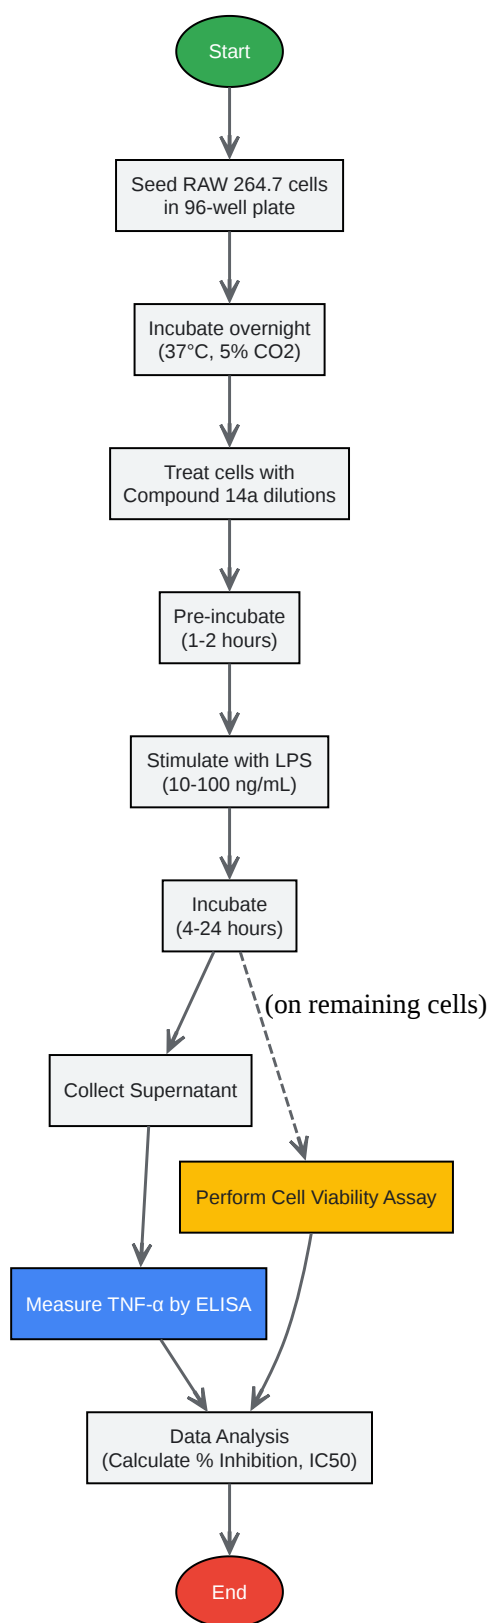 Start
Seed RAW 264.7 cells
in 96-well plate
Incubate overnight
(37°C, 5% CO2)
Treat cells with
Compound 14a dilutions
Pre-incubate
(1-2 hours)
Stimulate with LPS
(10-100 ng/mL)
Incubate
(4-24 hours)
(on remaining cells)
Collect Supernatant
Perform Cell Viability Assay
Measure TNF-α by ELISA
Data Analysis
(Calculate % Inhibition, IC50)
End